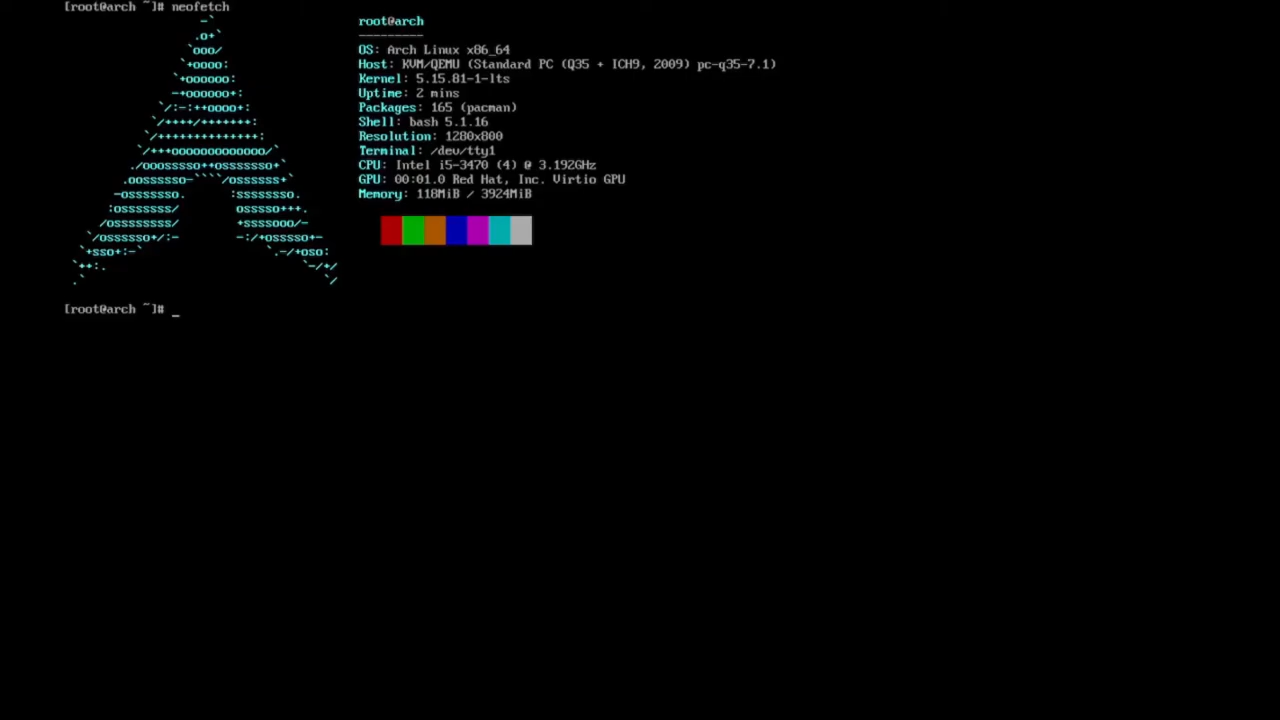 [root@arch ~]# neofetch
root@arch
---------
OS: Arch Linux x86_64
Host: KVM/QEMU (Standard PC (Q35 + ICH9, 2009) pc-q35-7.1)
Kernel: 5.15.81-1-lts
Uptime: 2 mins
Packages: 165 (pacman)
Shell: bash 5.1.16
Resolution: 1280x800
Terminal: /dev/tty1
CPU: Intel i5-3470 (4) @ 3.192GHz
GPU: 00:01.0 Red Hat, Inc. Virtio GPU
Memory: 118MiB / 3924MiB
[root@arch ~]# _